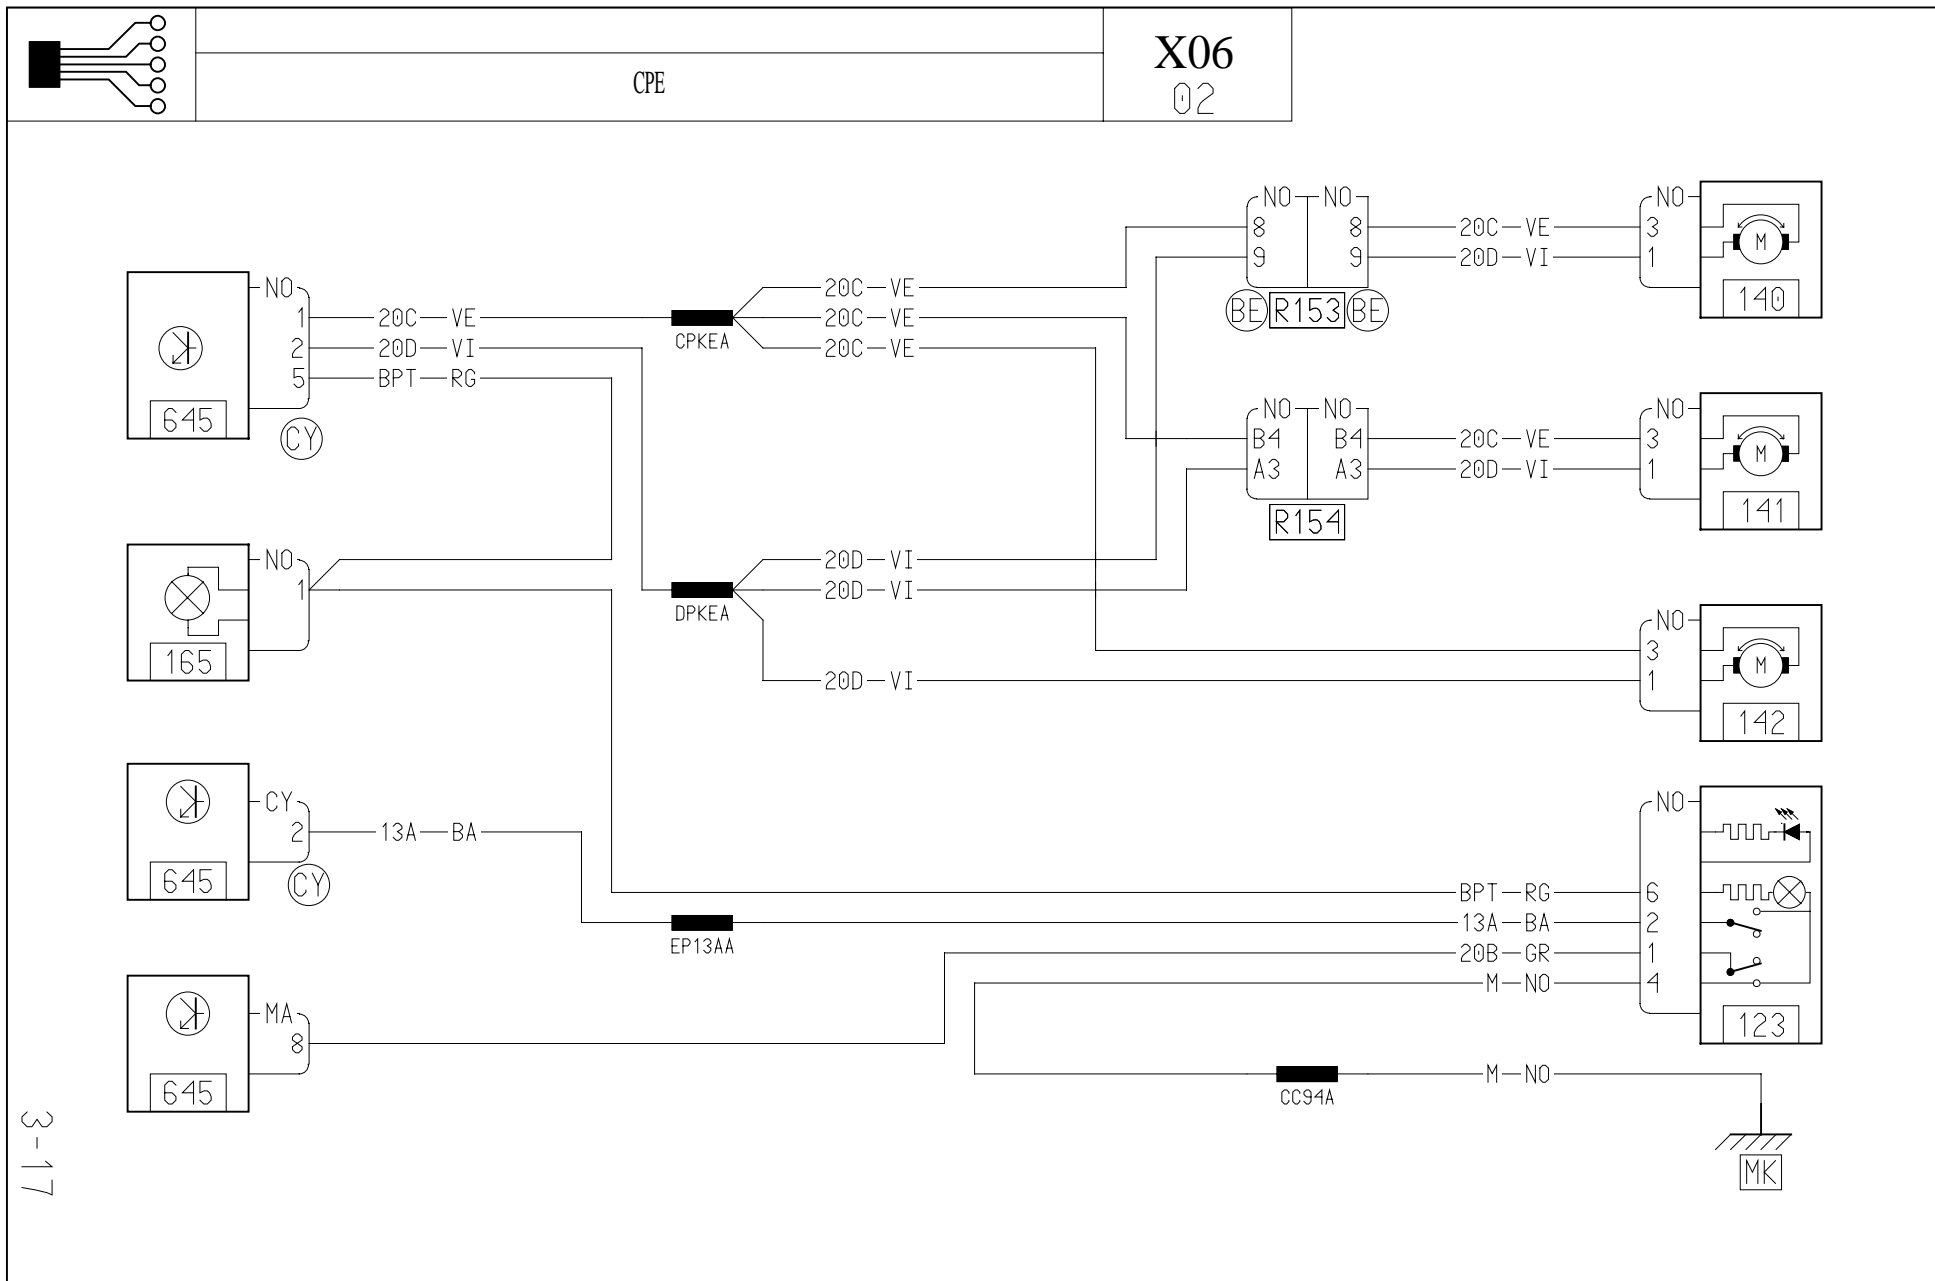 CPE
X06
02
NO NO
8 8
9 9
BE R153 BE
20C VE
20D VI
NO
3
1
M
140
NO
1
2
5
645
CY
20C VE
20D VI
BPT RG
CPKEA
20C VE
20C VE
20C VE
NO NO
B4 B4
A3 A3
R154
20C VE
20D VI
NO
3
1
M
141
NO
1
165
DPKEA
20D VI
20D VI
20D VI
NO
3
1
M
142
CY
2
645
CY
13A BA
EP13AA
BPT RG
13A BA
20B GR
M NO
NO
6
2
1
4
123
MA
8
645
CC94A
M NO
MK
3-17